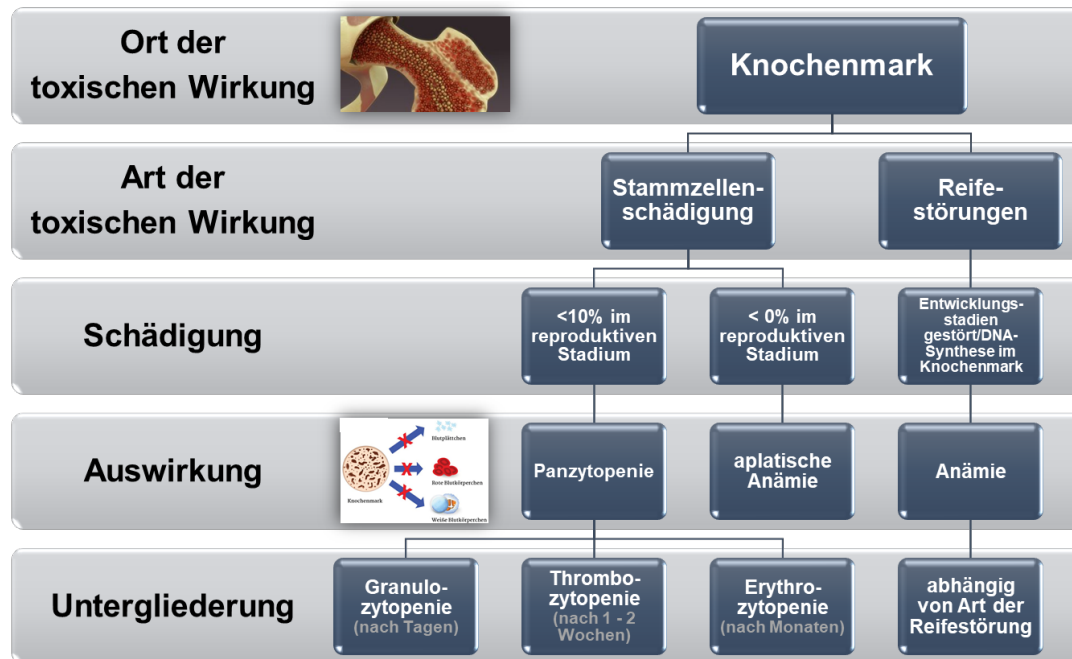 Ort der
toxischen Wirkung
Knochenmark
Art der
toxischen Wirkung
Stammzellen-
schädigung
Reife-
störungen
Schädigung
<10% im
reproduktiven
Stadium
< 0% im
reproduktiven
Stadium
Entwicklungs-
stadien
gestört/DNA-
Synthese im
Knochenmark
Auswirkung
Blutplättchen
Rote Blutkörperchen
Knochenmark
Weiße Blutkörperchen
Panzytopenie
aplatische
Anämie
Anämie
Untergliederung
Granulo-
zytopenie
(nach Tagen)
Thrombo-
zytopenie
(nach 1 - 2
Wochen)
Erythro-
zytopenie
(nach Monaten)
abhängig
von Art der
Reifestörung